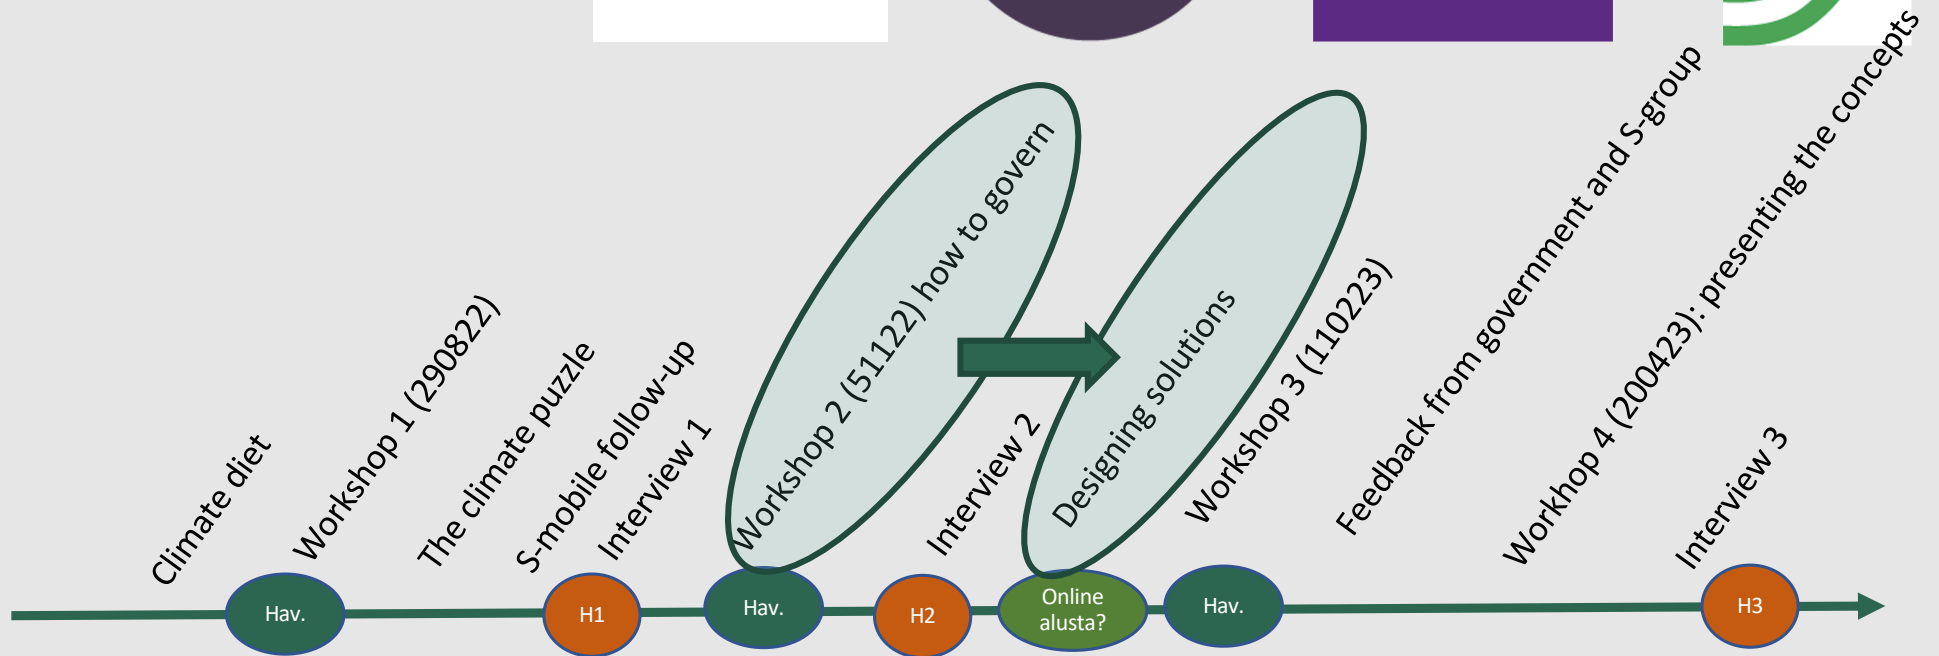 Climate diet
Workshop 1 (290822)
The climate puzzle
S-mobile follow-up
Interview 1
Workshop 2 (51122) how to govern
Interview 2
Designing solutions
Workshop 3 (110223)
Feedback from government and S-group
Workhop 4 (200423): presenting the concepts
Interview 3
Hav.
H1
Hav.
H2
Online
alusta?
Hav.
H3